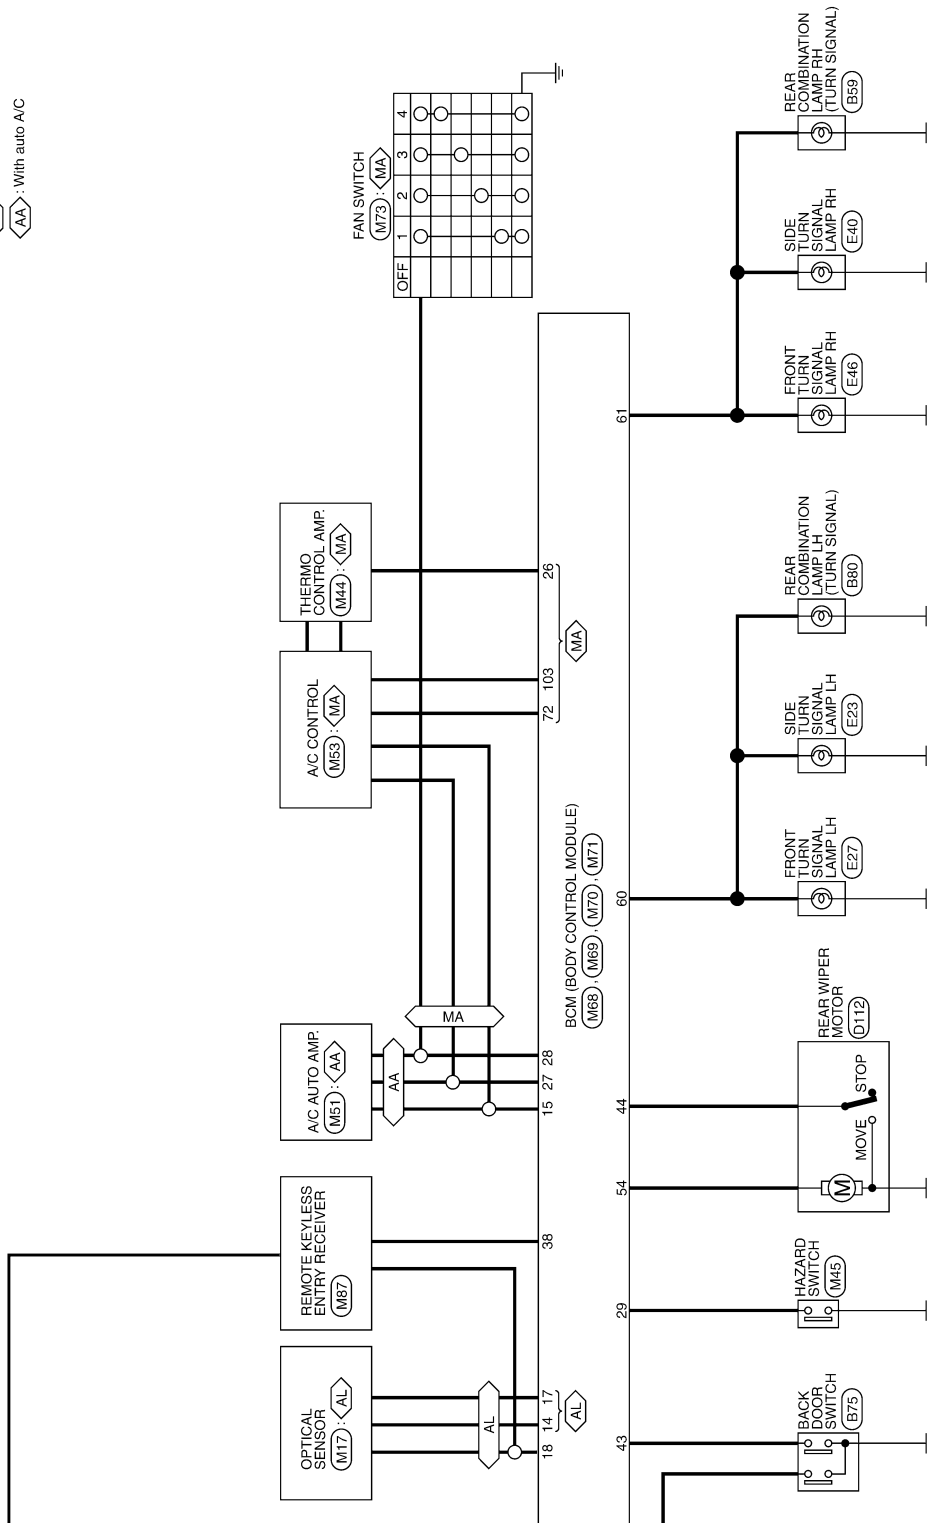 AA : With auto A/C
FAN SWITCH
M73 : MA
OFF 1 2 3 4
THERMO
CONTROL AMP.
M44 : MA
A/C CONTROL
M53 : MA
A/C AUTO AMP.
M51 : AA
REMOTE KEYLESS
ENTRY RECEIVER
M87
OPTICAL
SENSOR
M17 : AL
AL
AA
MA
18 14 17 38 15 27 28 72 103 26
AL
MA
BCM (BODY CONTROL MODULE)
M68 , M69 , M70 , M71
43 29 54 44 60 61
BACK
DOOR
SWITCH
B75
HAZARD
SWITCH
M45
REAR WIPER
MOTOR
D112
M
MOVE
STOP
FRONT
TURN
SIGNAL
LAMP LH
E27
SIDE
TURN
SIGNAL
LAMP LH
E23
REAR
COMBINATION
LAMP LH
(TURN SIGNAL)
B80
FRONT
TURN
SIGNAL
LAMP RH
E46
SIDE
TURN
SIGNAL
LAMP RH
E40
REAR
COMBINATION
LAMP RH
(TURN SIGNAL)
B59